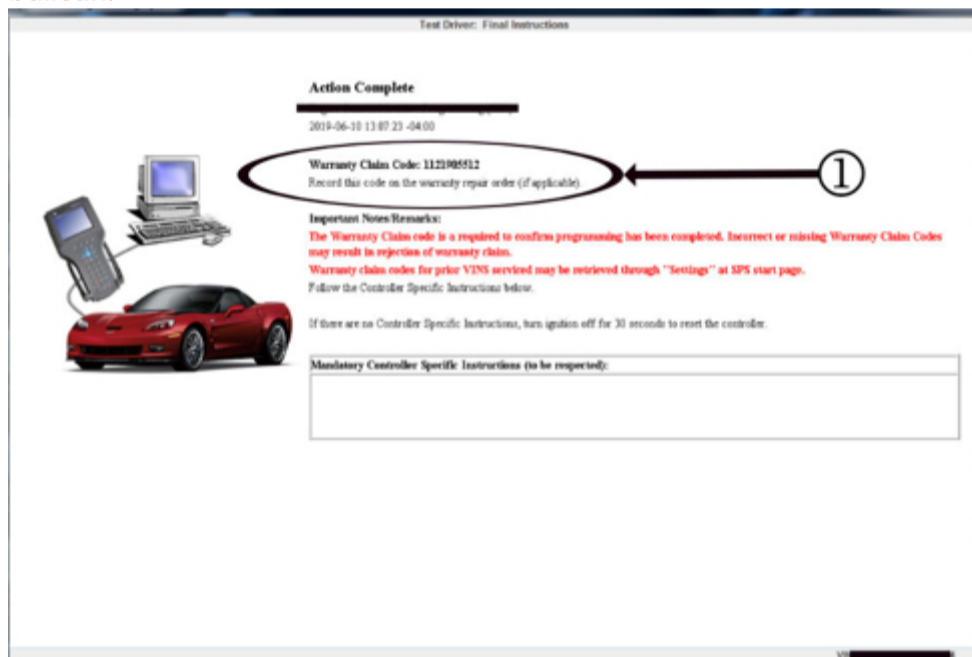 Test Driver: Final Instructions
Action Complete
2019-06-10 13:07:23 -04:00
Warranty Claim Code: 1121905512
Record this code on the warranty repair order (if applicable).
①
Important Notes/Remarks:
The Warranty Claim code is a required to confirm programming has been completed. Incorrect or missing Warranty Claim Codes
may result in rejection of warranty claim.
Warranty claim codes for prior VINS serviced may be retrieved through "Settings" at SPS start page.
Follow the Controller Specific Instructions below.
If there are no Controller Specific Instructions, turn ignition off for 30 seconds to reset the controller.
Mandatory Controller Specific Instructions (to be respected):